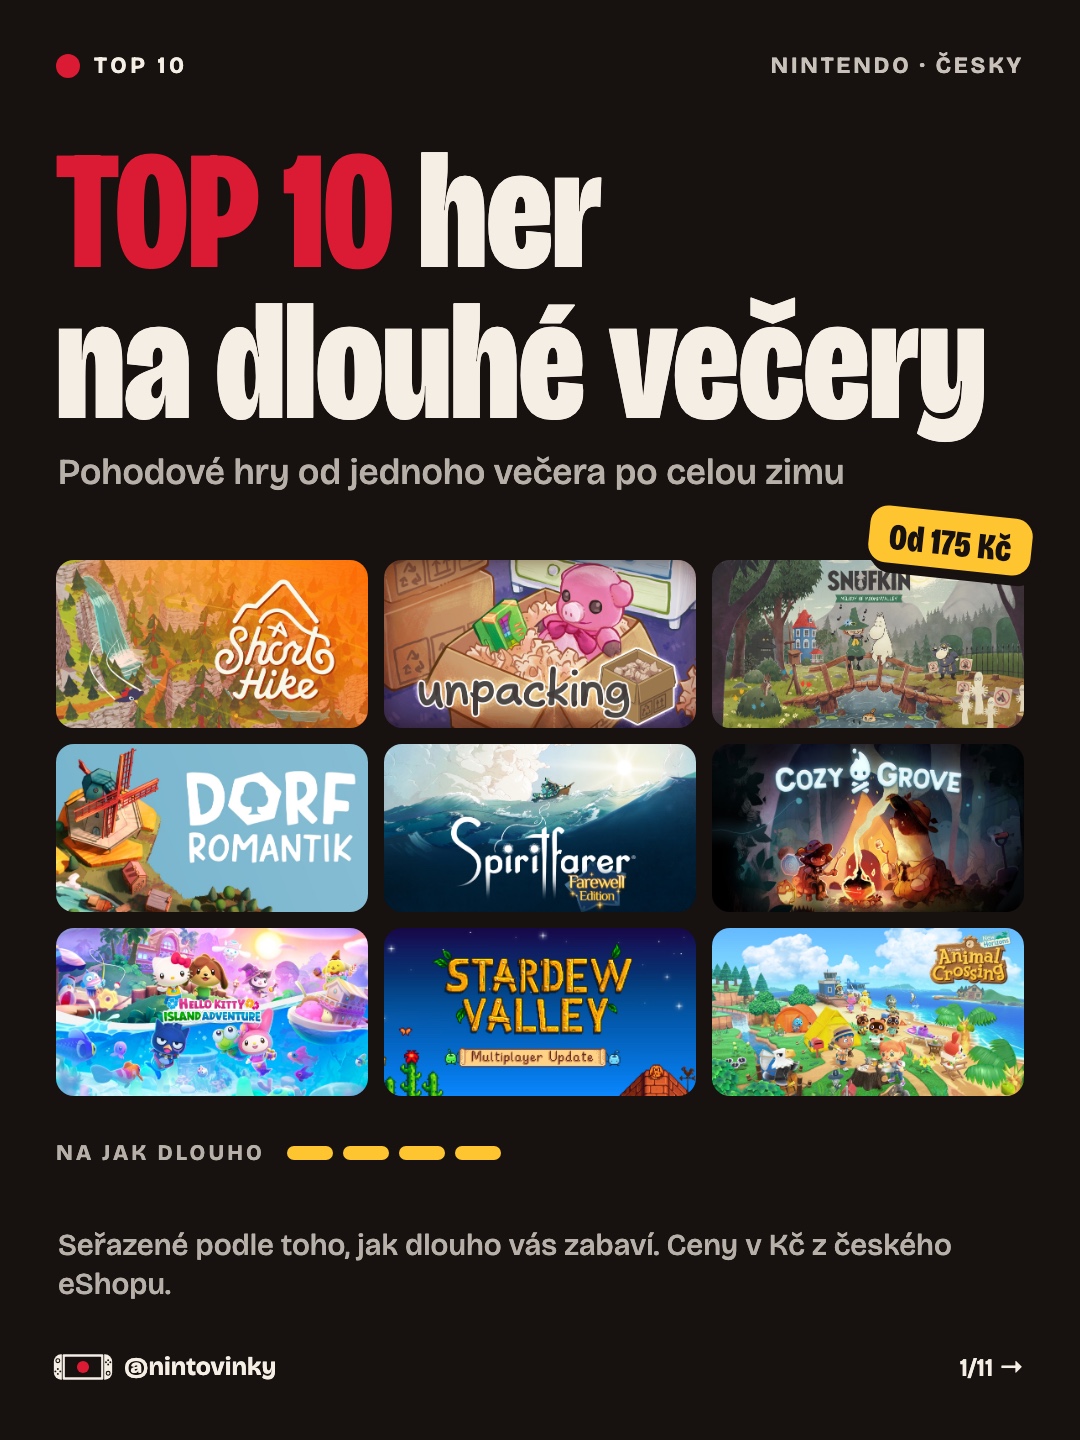 TOP 10
NINTENDO · ČESKY
TOP 10 her
na dlouhé večery
Pohodové hry od jednoho večera po celou zimu
Od 175 Kč
A Short Hike
unpacking
SNUFKIN
DORF
ROMANTIK
Spiritfarer
Farewell
Edition
COZY GROVE
HELLO KITTY
ISLAND ADVENTURE
STARDEW
VALLEY
Multiplayer Update
New Horizons
Animal
Crossing
NA JAK DLOUHO
Seřazené podle toho, jak dlouho vás zabaví. Ceny v Kč z českého
eShopu.
@nintovinky
1/11 →